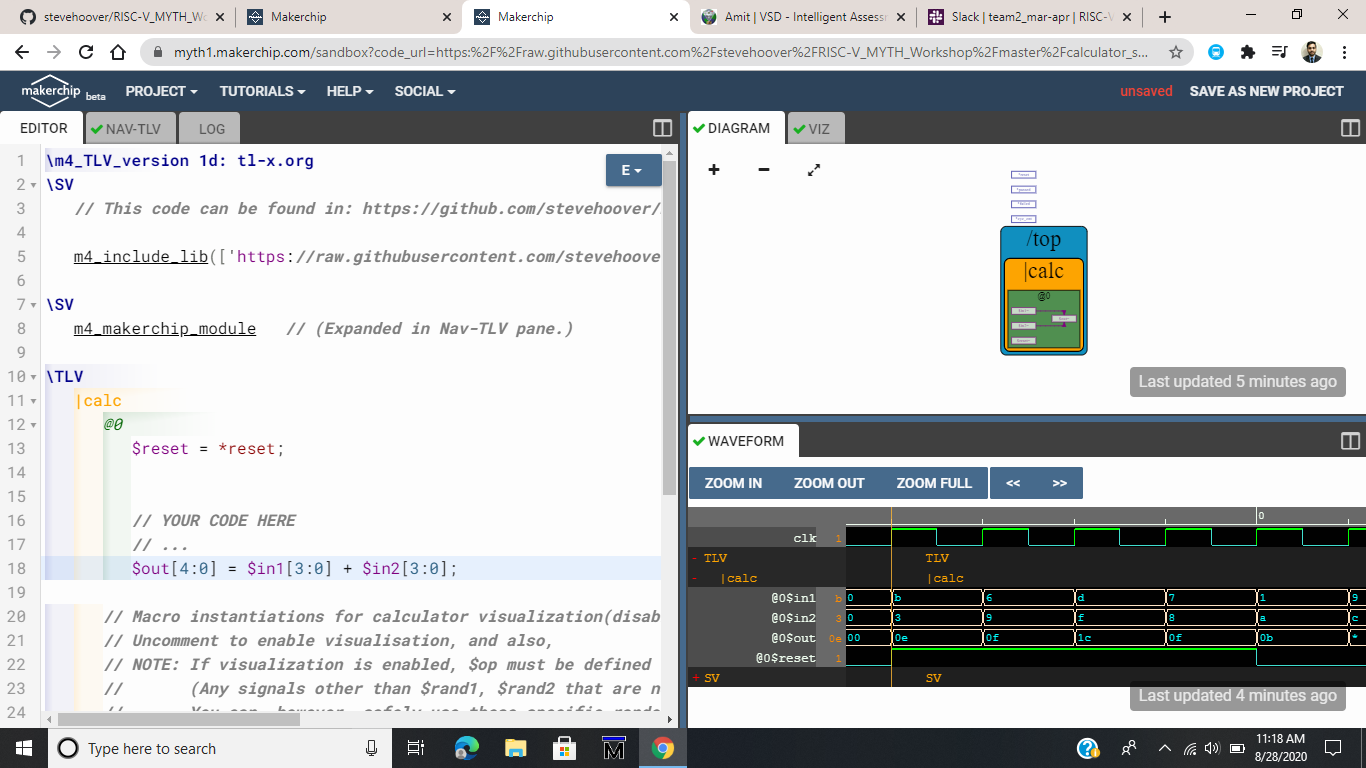 stevehoover/RISC-V_MYTH_Wo
Makerchip
Makerchip
Amit | VSD - Intelligent Assessm
Slack | team2_mar-apr | RISC-V
myth1.makerchip.com/sandbox?code_url=https:%2F%2Fraw.githubusercontent.com%2Fstevehoover%2FRISC-V_MYTH_Workshop%2Fmaster%2Fcalculator_s...
makerchip beta
PROJECT
TUTORIALS
HELP
SOCIAL
unsaved
SAVE AS NEW PROJECT
EDITOR
NAV-TLV
LOG
E
1 \m4_TLV_version 1d: tl-x.org
2 \SV
3 // This code can be found in: https://github.com/stevehoover/
4
5 m4_include_lib(['https://raw.githubusercontent.com/stevehoove
6
7 \SV
8 m4_makerchip_module // (Expanded in Nav-TLV pane.)
9
10 \TLV
11 |calc
12 @0
13 $reset = *reset;
14
15
16 // YOUR CODE HERE
17 // ...
18 $out[4:0] = $in1[3:0] + $in2[3:0];
19
20 // Macro instantiations for calculator visualization(disab
21 // Uncomment to enable visualisation, and also,
22 // NOTE: If visualization is enabled, $op must be defined
23 // (Any signals other than $rand1, $rand2 that are n
24
DIAGRAM
VIZ
/top
|calc
@0
Last updated 5 minutes ago
WAVEFORM
ZOOM IN
ZOOM OUT
ZOOM FULL
<<
>>
0
clk 1
- TLV TLV
- |calc |calc
@0$in1 b 0 b 6 d 7 1 9
@0$in2 3 0 3 9 f 8 a c
@0$out 0e 00 0e 0f 1c 0f 0b *
@0$reset 1
+ SV SV
Last updated 4 minutes ago
Type here to search
11:18 AM
8/28/2020